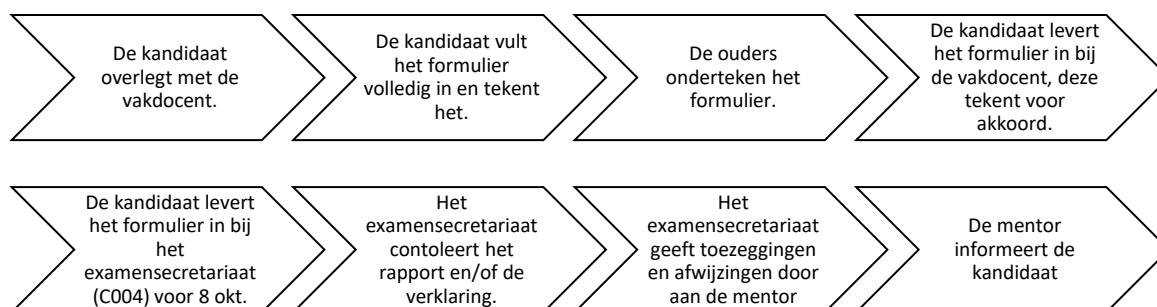 De kandidaat
overlegt met de
vakdocent.
De kandidaat vult
het formulier
volledig in en tekent
het.
De ouders
onderteken het
formulier.
De kandidaat levert
het formulier in bij
de vakdocent, deze
tekent voor
akkoord.
De kandidaat levert
het formulier in bij
het
examensecretariaat
(C004) voor 8 okt.
Het
examensecretariaat
contoleert het
rapport en/of de
verklaring.
Het
examensecretariaat
geeft toezeggingen
en afwijzingen door
aan de mentor
De mentor
informeert de
kandidaat